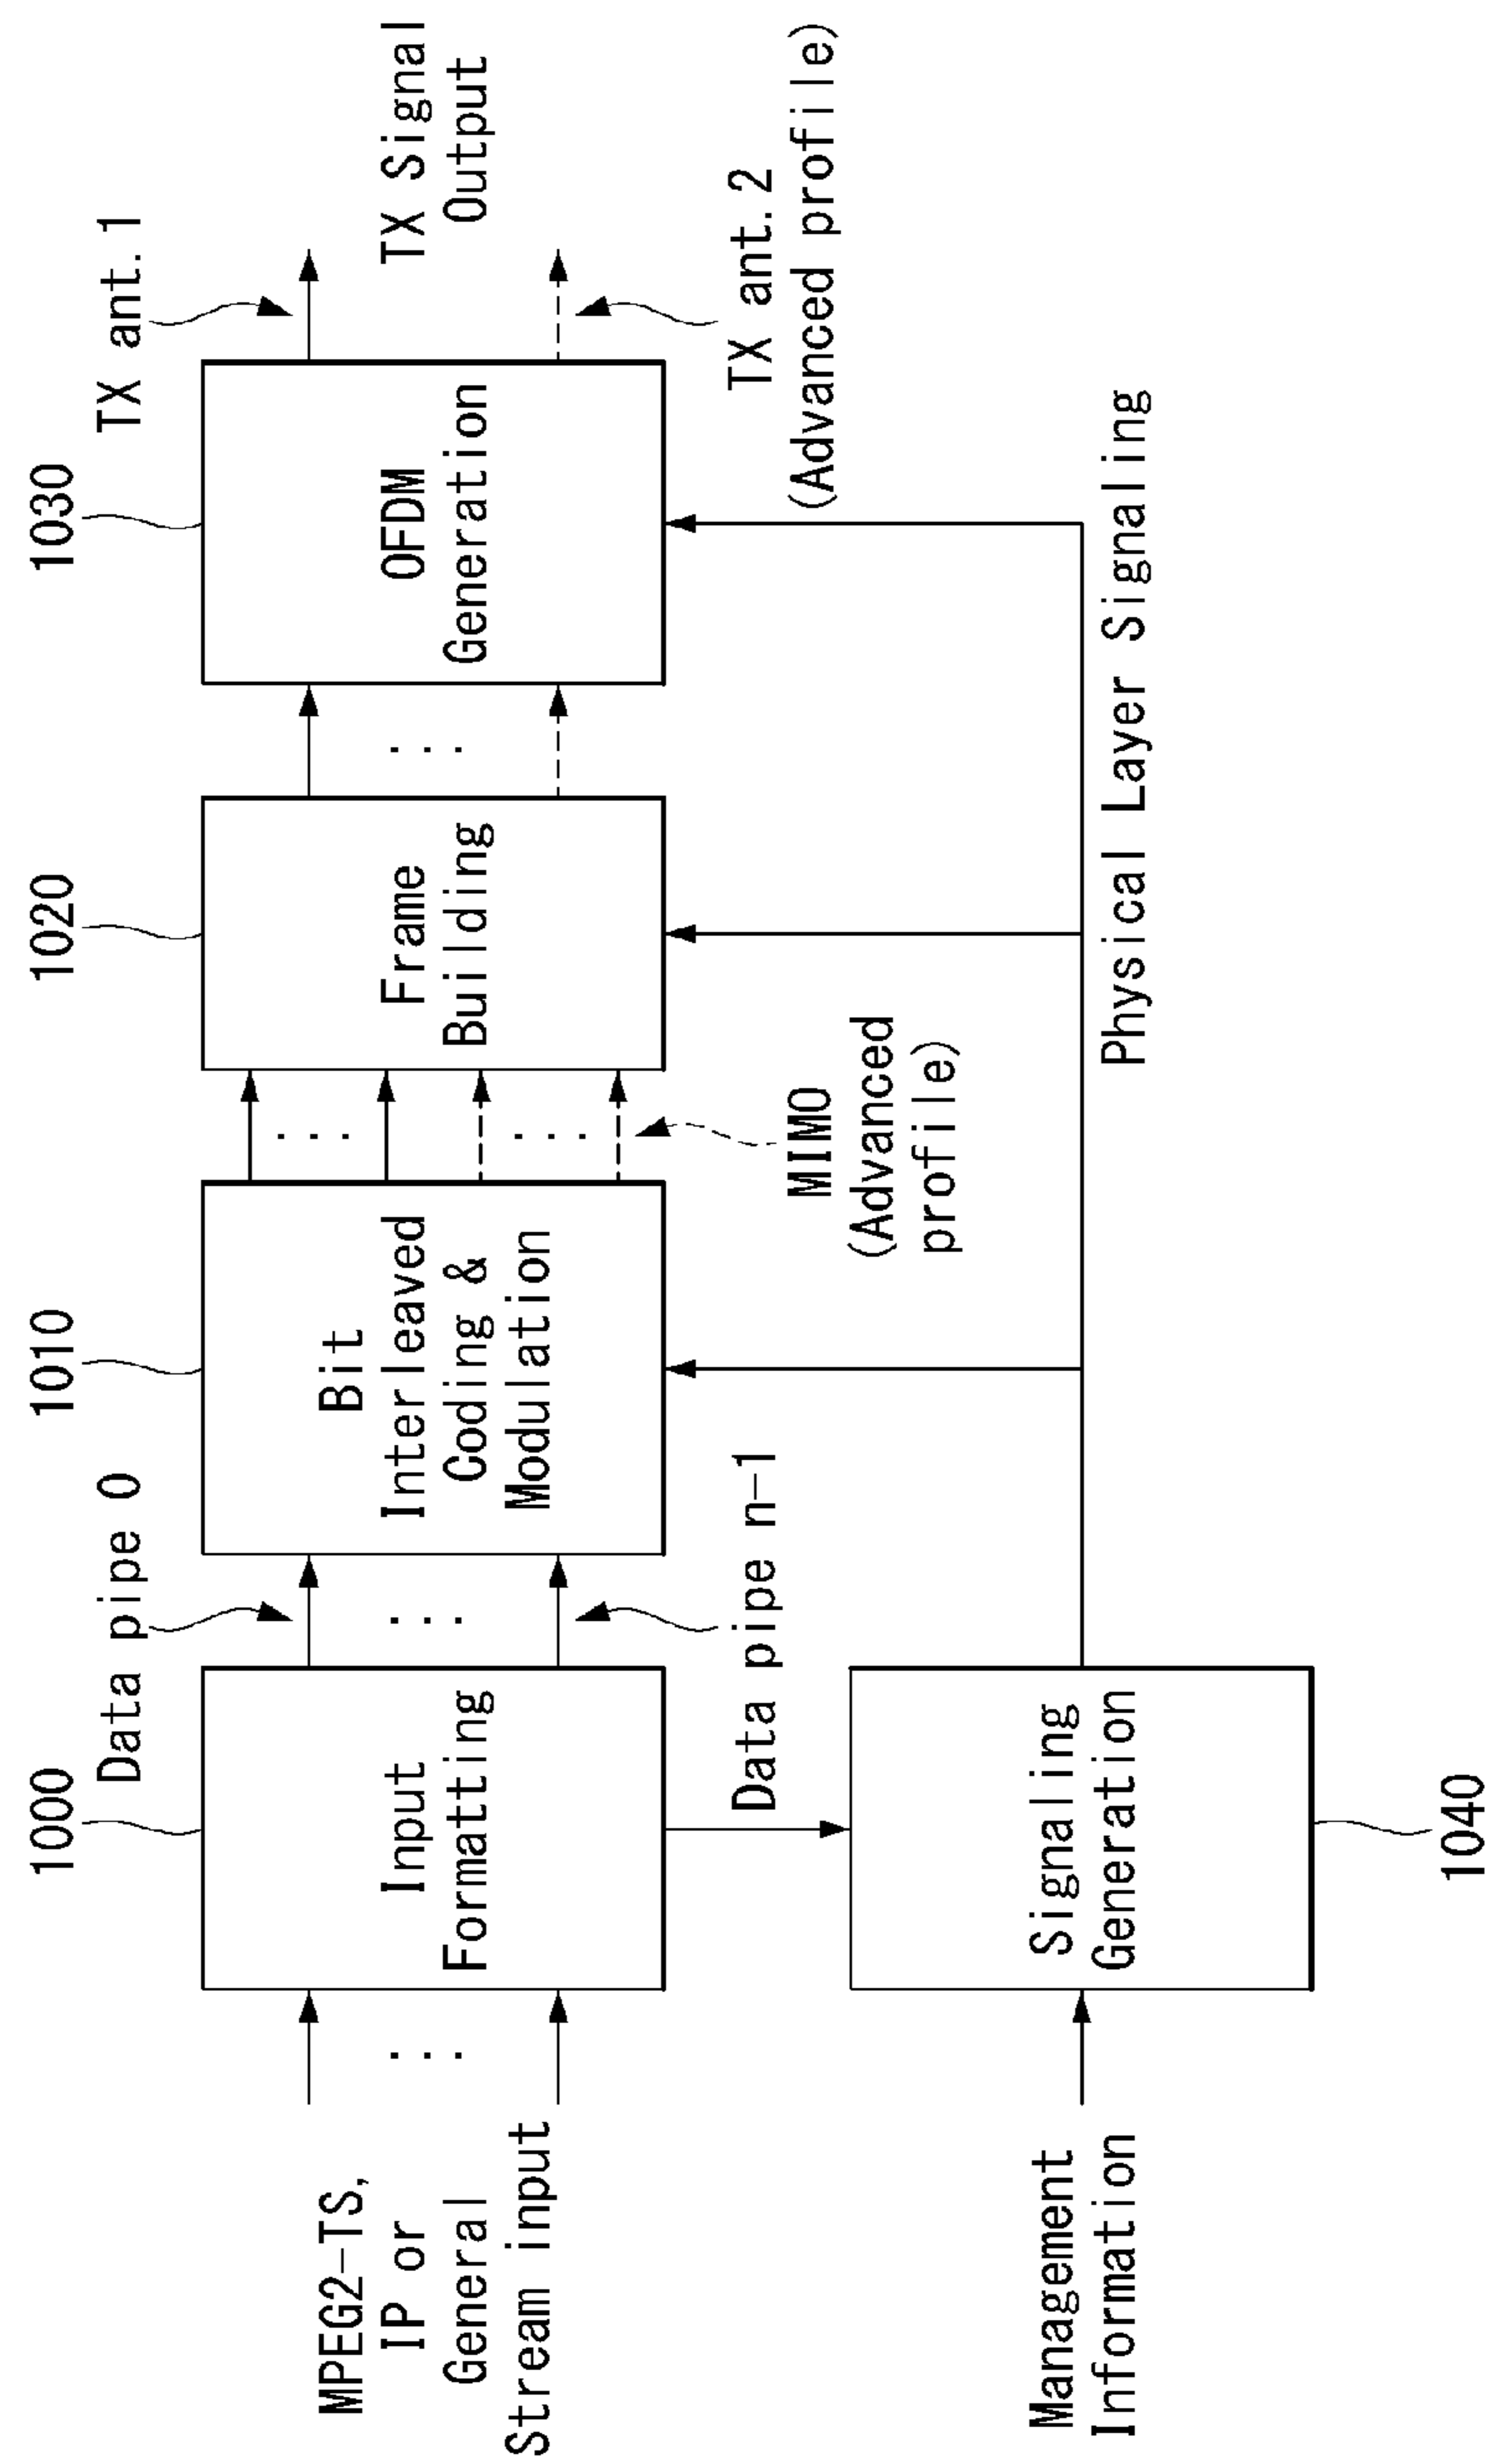 1000
1010
1020
1030
Data pipe 0
TX ant.1
MPEG2-TS,
IP or
General
Stream input
Input
Formatting
Bit
Interleaved
Coding &
Modulation
Frame
Building
OFDM
Generation
TX Signal
Output
Data pipe n-1
MIMO
(Advanced
profile)
TX ant.2
(Advanced profile)
Management
Information
Signaling
Generation
Physical Layer Signaling
1040